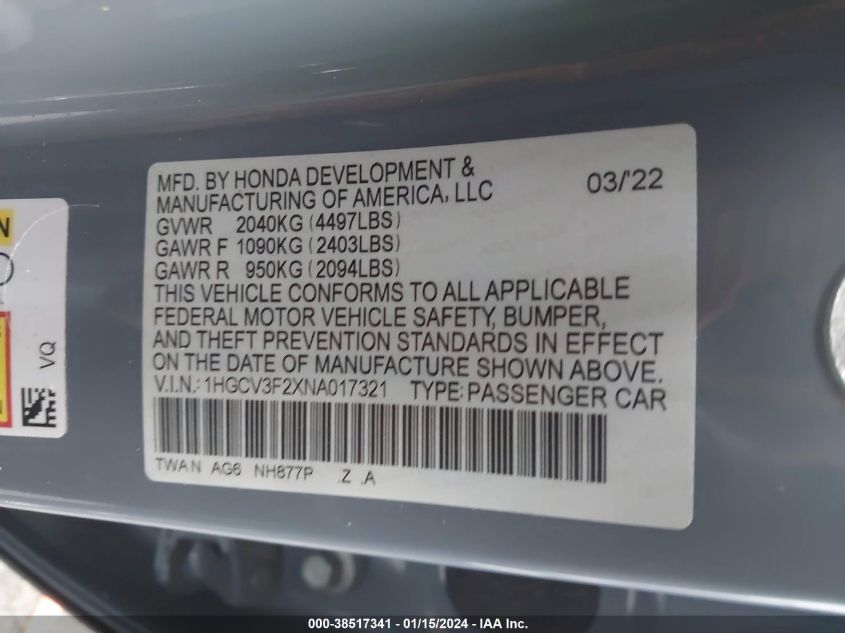 MFD. BY HONDA DEVELOPMENT &
MANUFACTURING OF AMERICA, LLC
03/'22
GVWR 2040KG (4497LBS)
GAWR F 1090KG (2403LBS)
GAWR R 950KG (2094LBS)
THIS VEHICLE CONFORMS TO ALL APPLICABLE
FEDERAL MOTOR VEHICLE SAFETY, BUMPER,
AND THEFT PREVENTION STANDARDS IN EFFECT
ON THE DATE OF MANUFACTURE SHOWN ABOVE.
V.I.N.: 1HGCV3F2XNA017321 TYPE: PASSENGER CAR
TWAN AG6 NH877P .Z .A
VQ
000-38517341 - 01/15/2024 - IAA Inc.